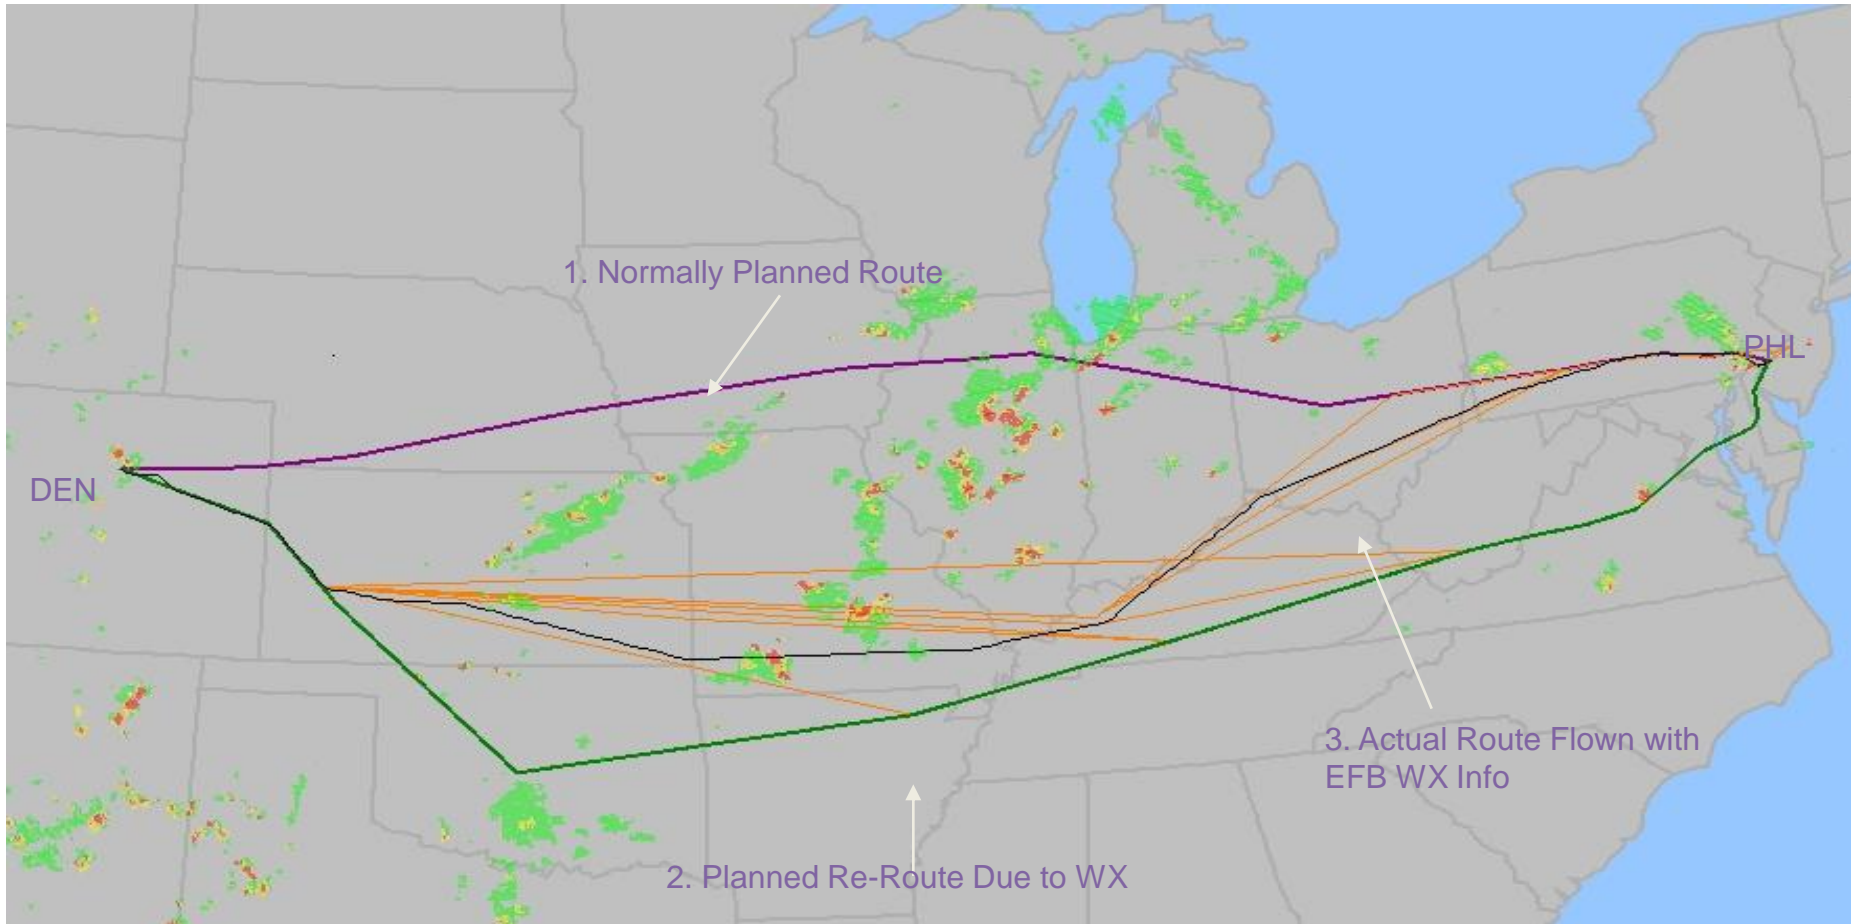 1. Normally Planned Route
PHL
DEN
3. Actual Route Flown with
EFB WX Info
2. Planned Re-Route Due to WX